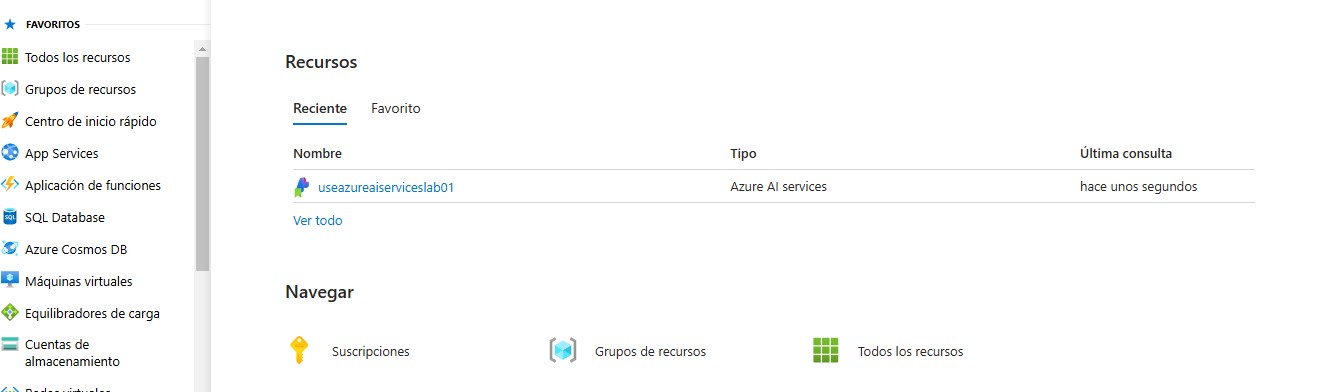 FAVORITOS
Todos los recursos
Grupos de recursos
Centro de inicio rápido
App Services
Aplicación de funciones
SQL Database
Azure Cosmos DB
Máquinas virtuales
Equilibradores de carga
Cuentas de
almacenamiento
Redes virtuales
Recursos
Reciente Favorito
Nombre Tipo Última consulta
useazureaiserviceslab01 Azure AI services hace unos segundos
Ver todo
Navegar
Suscripciones Grupos de recursos Todos los recursos